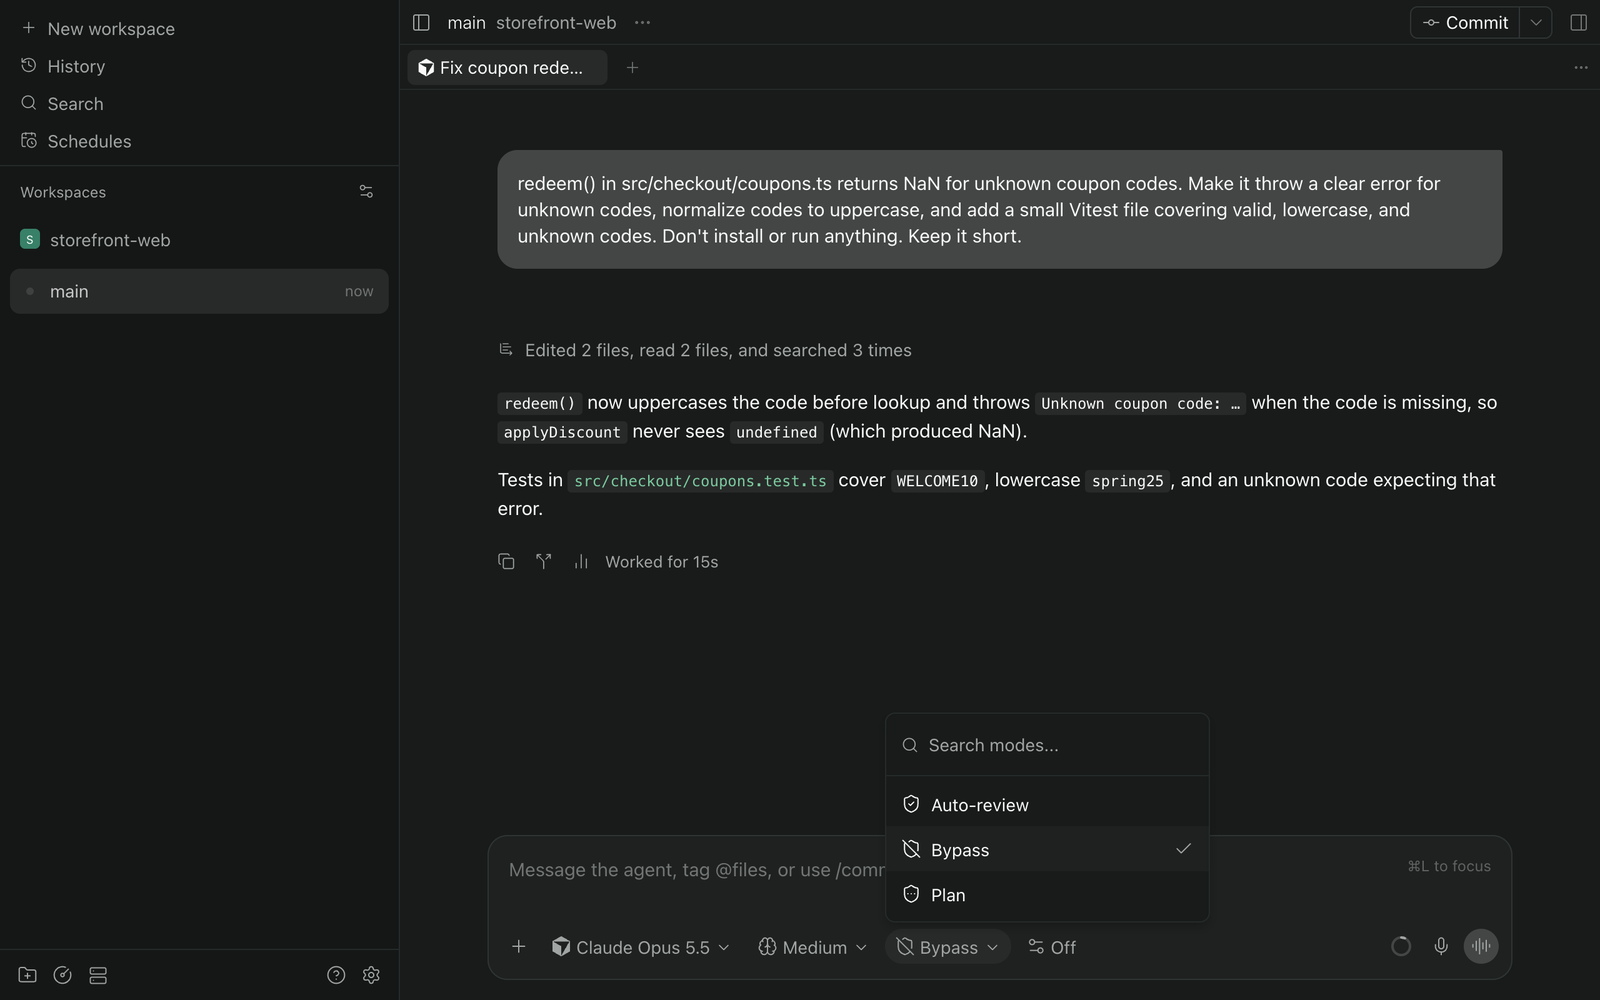 New workspace
History
Search
Schedules
Workspaces
S storefront-web
main now
main storefront-web
Commit
Fix coupon rede...
redeem() in src/checkout/coupons.ts returns NaN for unknown coupon codes. Make it throw a clear error for
unknown codes, normalize codes to uppercase, and add a small Vitest file covering valid, lowercase, and
unknown codes. Don't install or run anything. Keep it short.
Edited 2 files, read 2 files, and searched 3 times
redeem() now uppercases the code before lookup and throws Unknown coupon code: … when the code is missing, so
applyDiscount never sees undefined (which produced NaN).
Tests in src/checkout/coupons.test.ts cover WELCOME10, lowercase spring25, and an unknown code expecting that
error.
Worked for 15s
Search modes...
Auto-review
Bypass
Plan
Message the agent, tag @files, or use /comm
⌘L to focus
Claude Opus 5.5
Medium
Bypass
Off